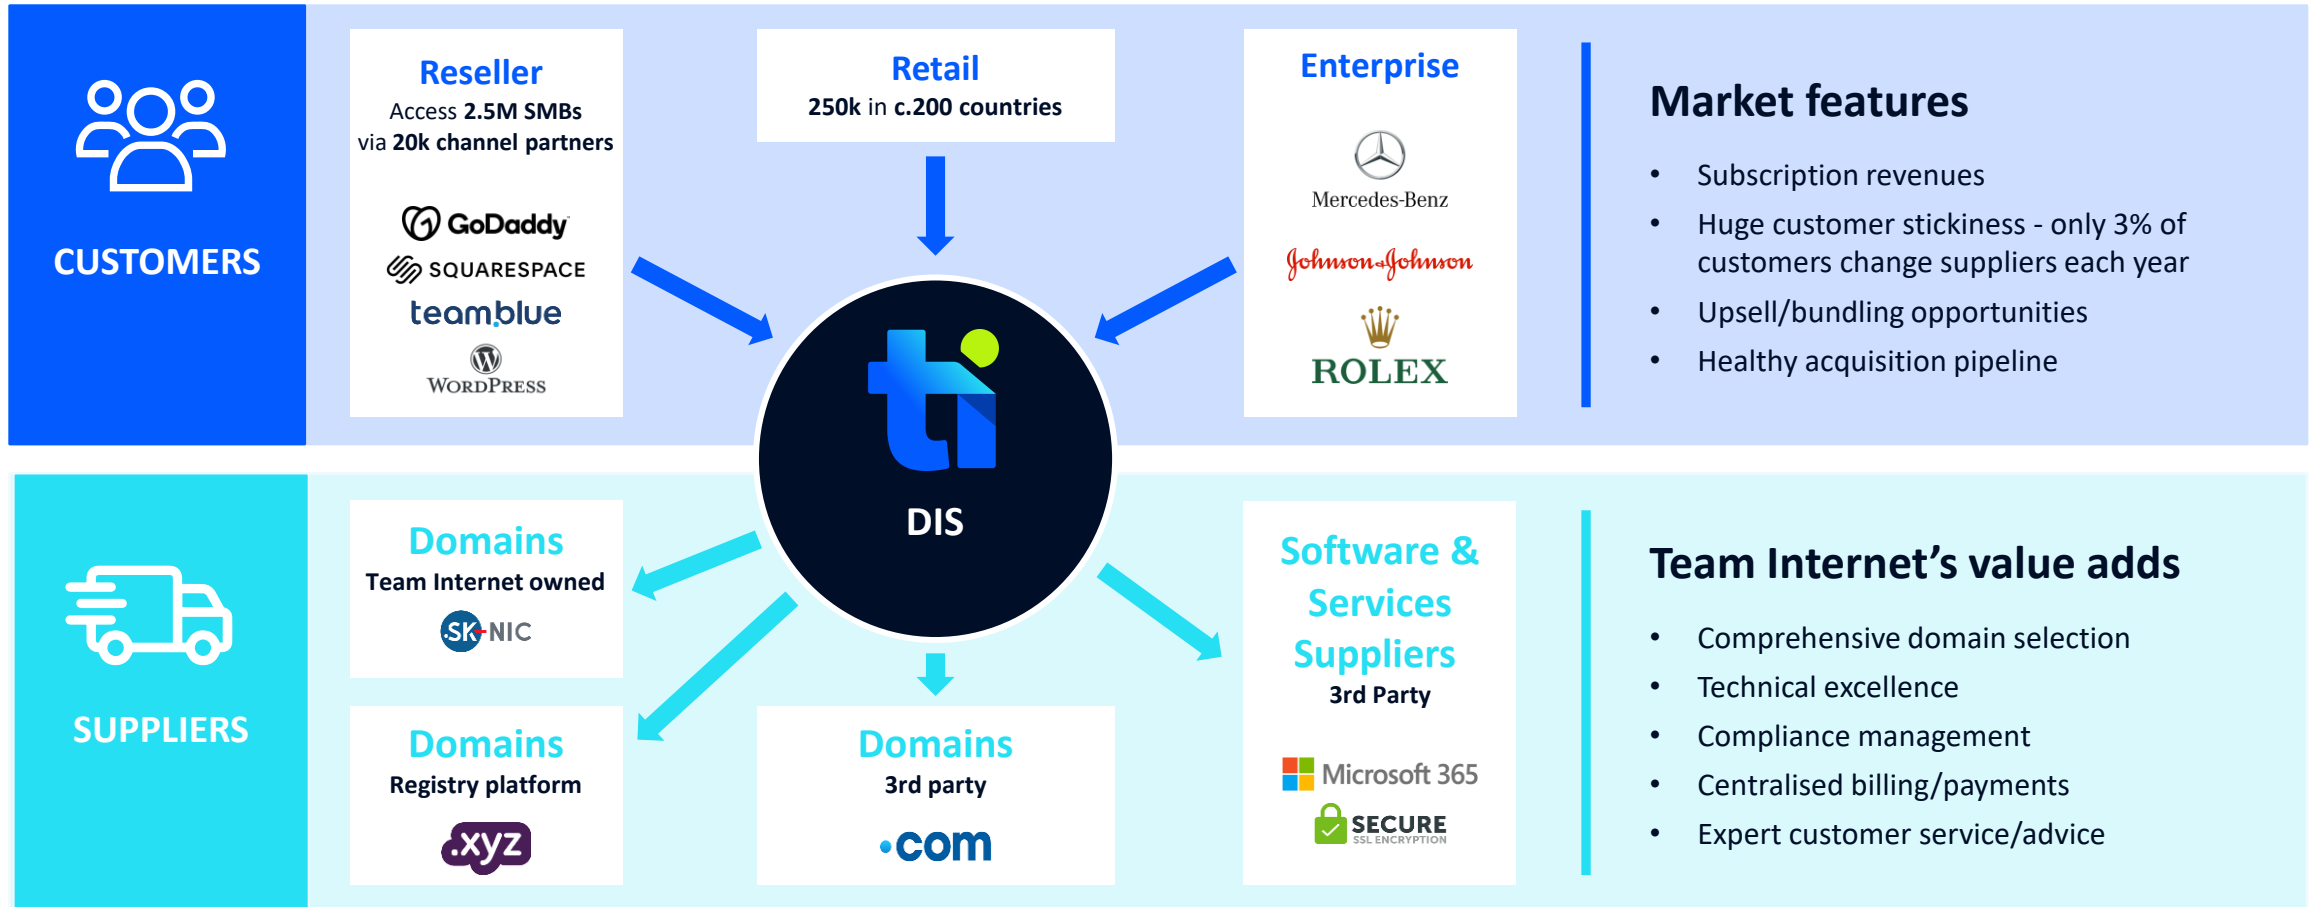 CUSTOMERS
Reseller
Access 2.5M SMBs
via 20k channel partners
GoDaddy
SQUARESPACE
team.blue
WORDPRESS
Retail
250k in c.200 countries
Enterprise
Mercedes-Benz
Johnson & Johnson
ROLEX
Market features
• Subscription revenues
• Huge customer stickiness - only 3% of
customers change suppliers each year
• Upsell/bundling opportunities
• Healthy acquisition pipeline
ti
DIS
SUPPLIERS
Domains
Team Internet owned
.SK-NIC
Domains
Registry platform
.xyz
Domains
3rd party
.com
Software &
Services
Suppliers
3rd Party
Microsoft 365
SECURE
SSL ENCRYPTION
Team Internet’s value adds
• Comprehensive domain selection
• Technical excellence
• Compliance management
• Centralised billing/payments
• Expert customer service/advice